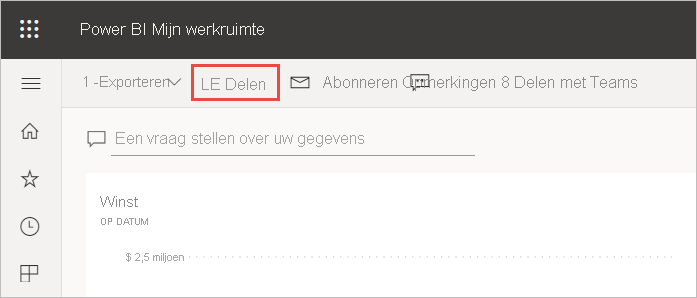 Power BI Mijn werkruimte
1 -Exporteren LE Delen Abonneren Opmerkingen 8 Delen met Teams
Een vraag stellen over uw gegevens
Winst
OP DATUM
$ 2,5 miljoen